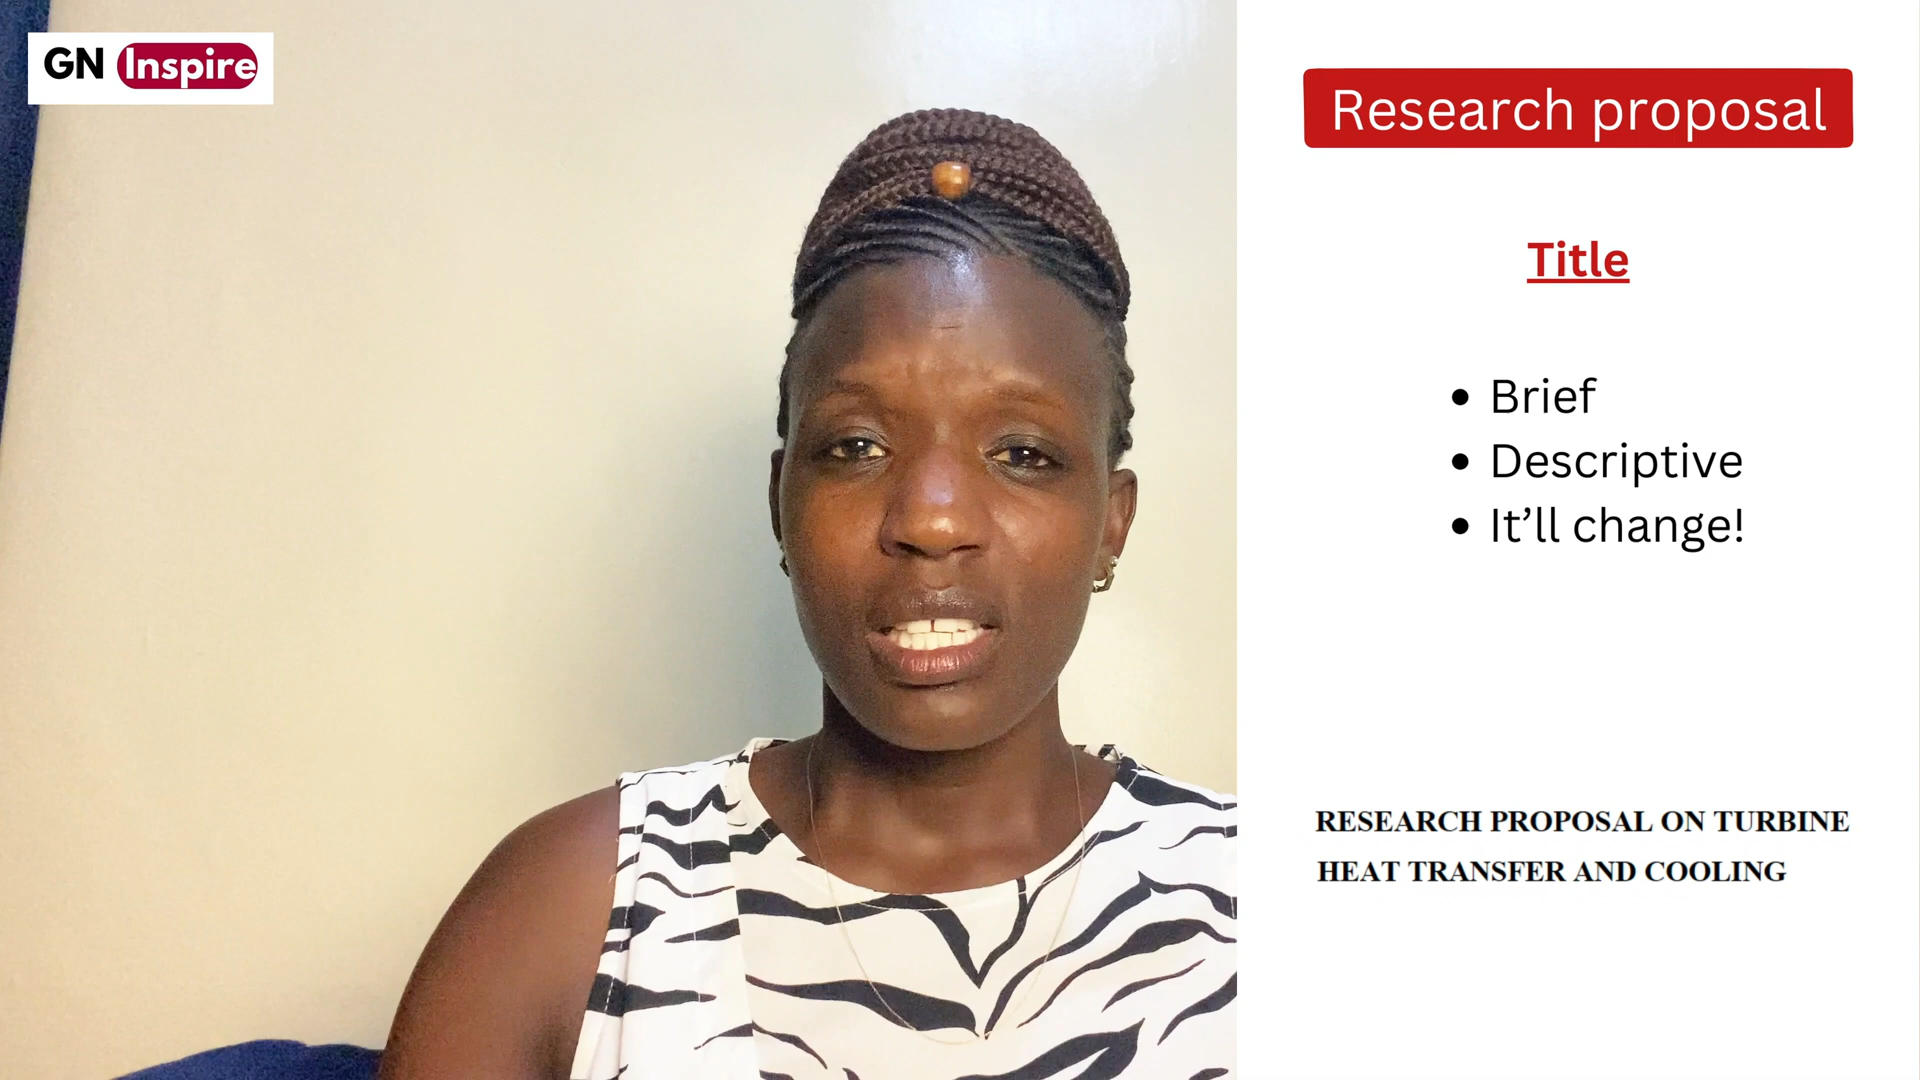 GN Inspire
Research proposal
Title
• Brief
• Descriptive
• It’ll change!
RESEARCH PROPOSAL ON TURBINE
HEAT TRANSFER AND COOLING